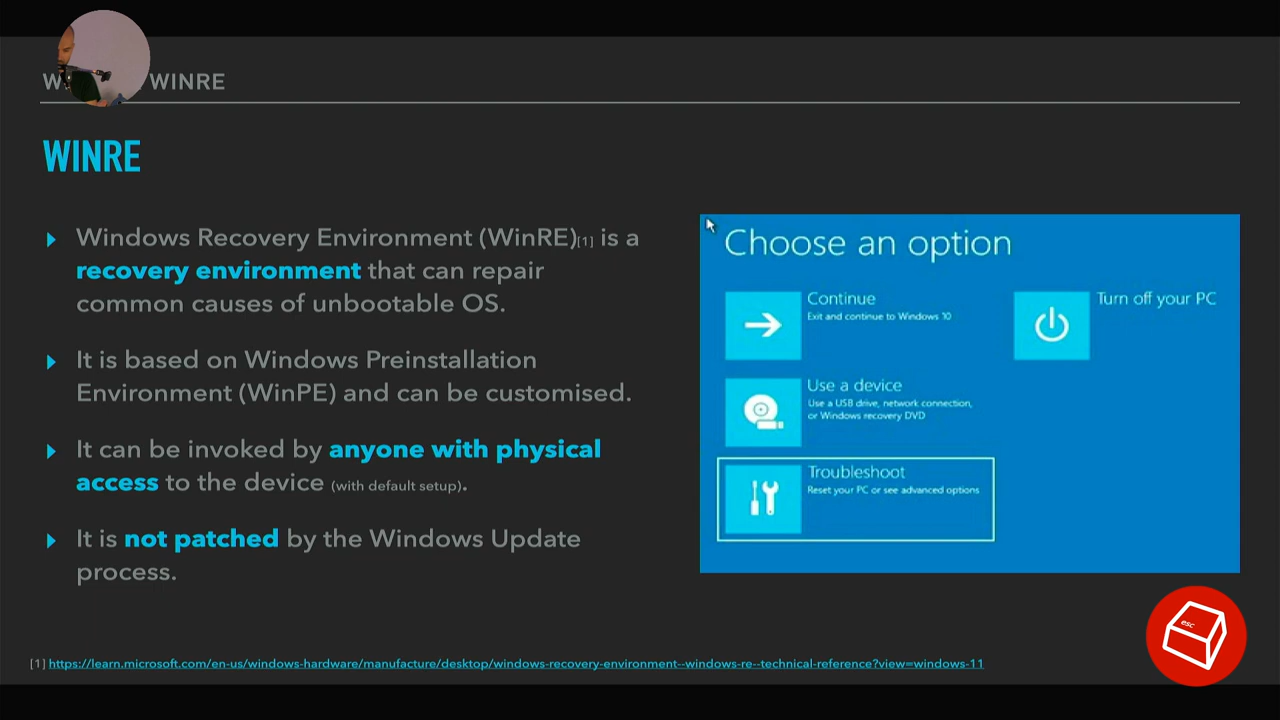 WINRE
WINRE
Windows Recovery Environment (WinRE)[1] is a
recovery environment that can repair
common causes of unbootable OS.
It is based on Windows Preinstallation
Environment (WinPE) and can be customised.
It can be invoked by anyone with physical
access to the device (with default setup).
It is not patched by the Windows Update
process.
Choose an option
Continue
Exit and continue to Windows 10
Turn off your PC
Use a device
Use a USB drive, network connection,
or Windows recovery DVD
Troubleshoot
Reset your PC or see advanced options
esc
[1] https://learn.microsoft.com/en-us/windows-hardware/manufacture/desktop/windows-recovery-environment--windows-re--technical-reference?view=windows-11